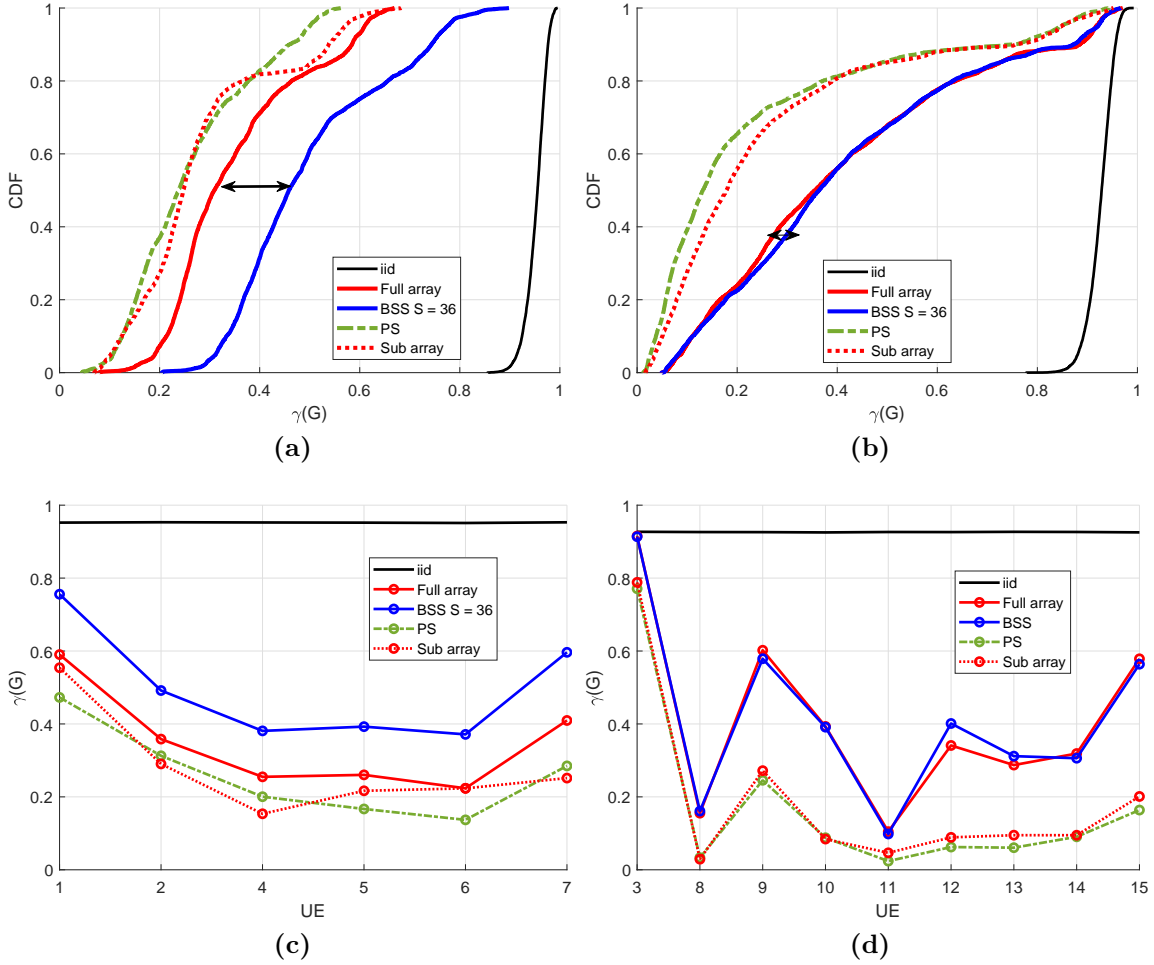 1
0.8
0.6
0.4
0.2
0
CDF
0 0.2 0.4 0.6 0.8 1
γ(G)
iid
Full array
BSS S = 36
PS
Sub array
(a)
1
0.8
0.6
0.4
0.2
0
CDF
0 0.2 0.4 0.6 0.8 1
γ(G)
iid
Full array
BSS S = 36
PS
Sub array
(b)
1
0.8
0.6
0.4
0.2
0
γ(G)
1 2 4 5 6 7
UE
iid
Full array
BSS S = 36
PS
Sub array
(c)
1
0.8
0.6
0.4
0.2
0
γ(G)
3 8 9 10 11 12 13 14 15
UE
iid
Full array
BSS
PS
Sub array
(d)